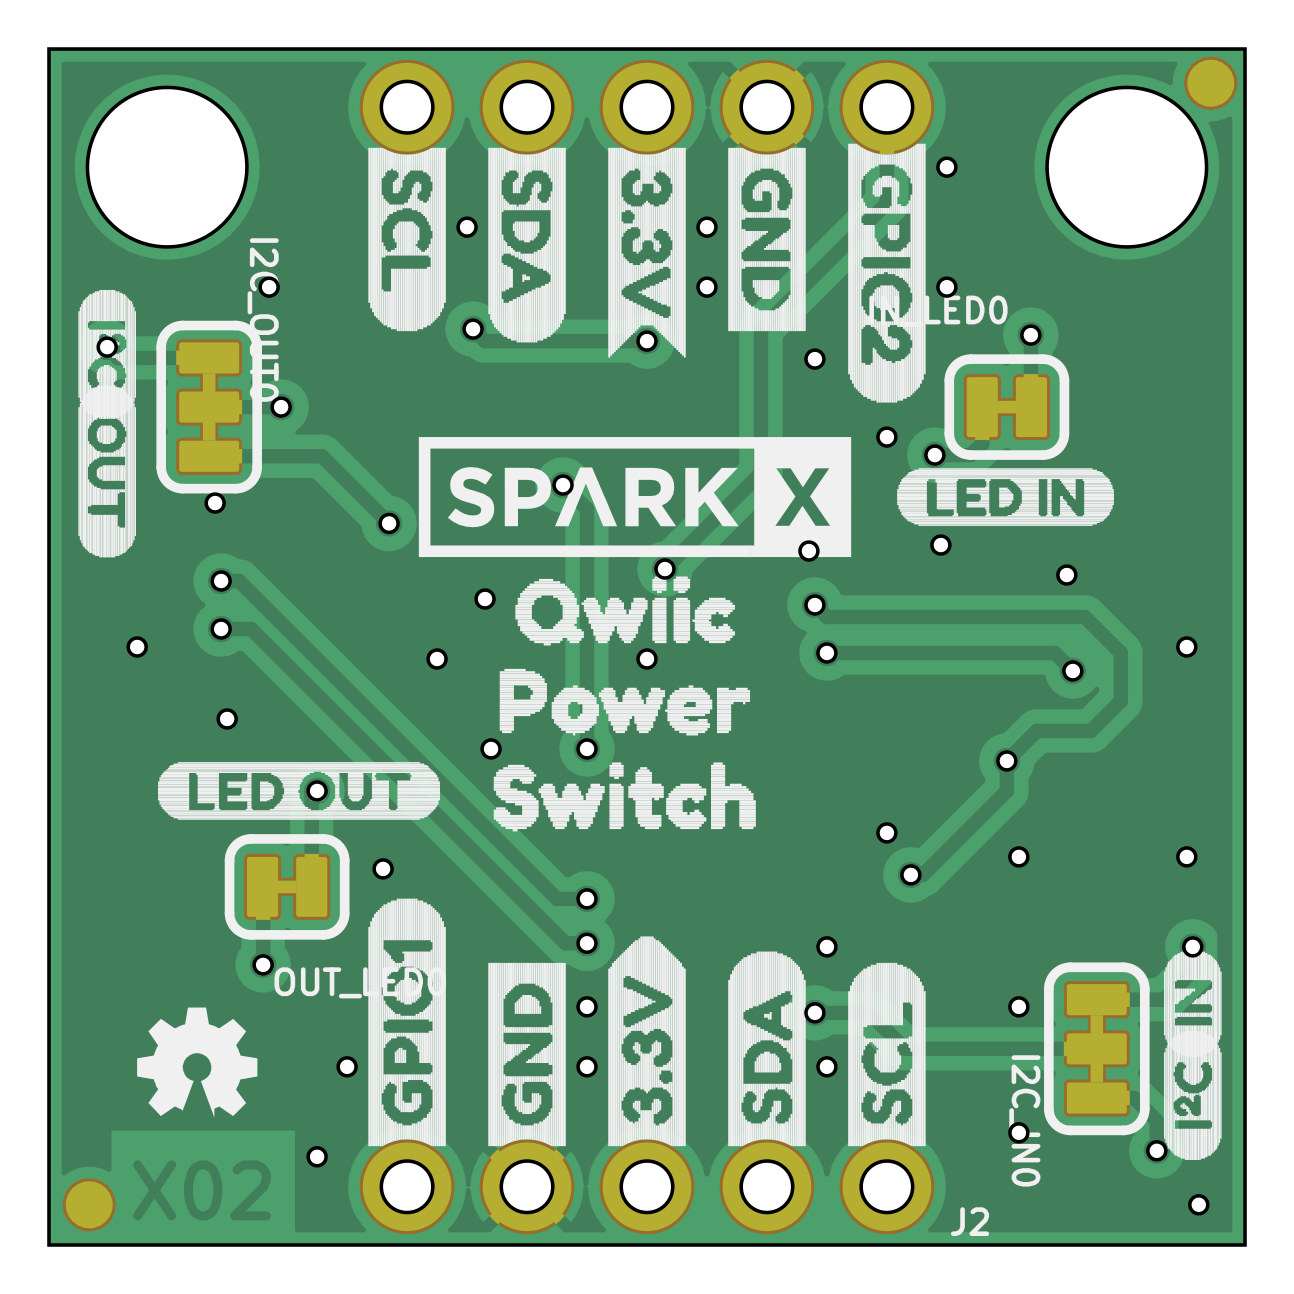 SCL
SDA
3.3V
GND
GPIO2
I2C_OUT0
I²C OUT
IN_LED0
LED IN
SPARK X
Qwiic
Power
Switch
LED OUT
OUT_LED0
GPIO1
GND
3.3V
SDA
SCL
I2C_IN0
I²C IN
X02
J2